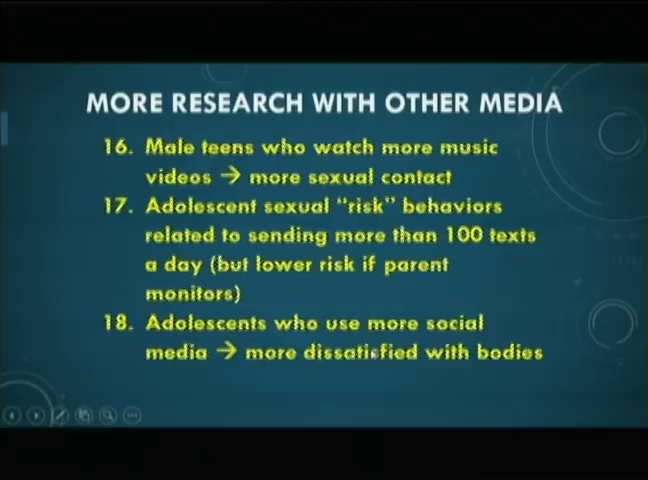 MORE RESEARCH WITH OTHER MEDIA
16. Male teens who watch more music
videos → more sexual contact
17. Adolescent sexual “risk” behaviors
related to sending more than 100 texts
a day (but lower risk if parent
monitors)
18. Adolescents who use more social
media → more dissatisfied with bodies